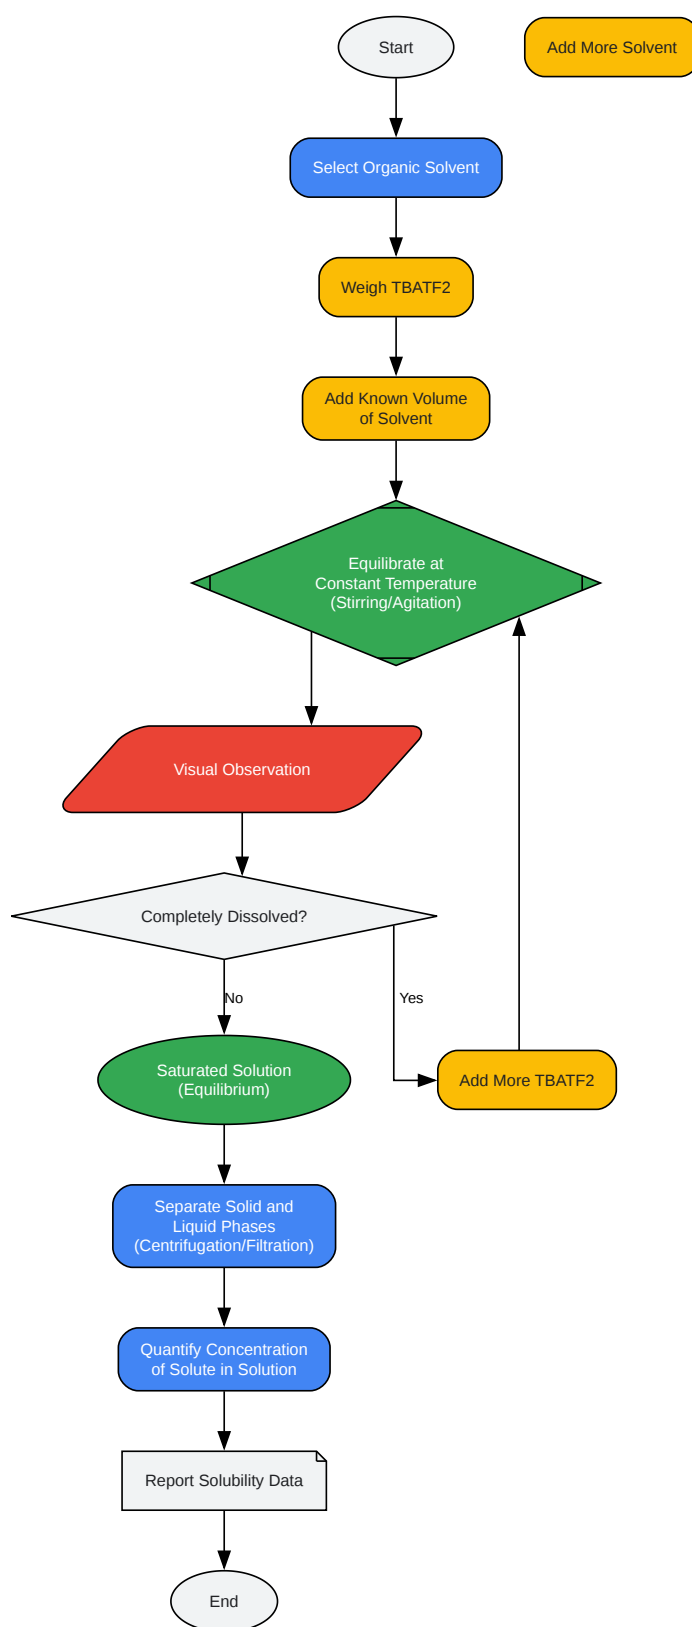 Start
Add More Solvent
Select Organic Solvent
Weigh TBATF2
Add Known Volume
of Solvent
Equilibrate at
Constant Temperature
(Stirring/Agitation)
Visual Observation
Completely Dissolved?
No
Yes
Saturated Solution
(Equilibrium)
Add More TBATF2
Separate Solid and
Liquid Phases
(Centrifugation/Filtration)
Quantify Concentration
of Solute in Solution
Report Solubility Data
End